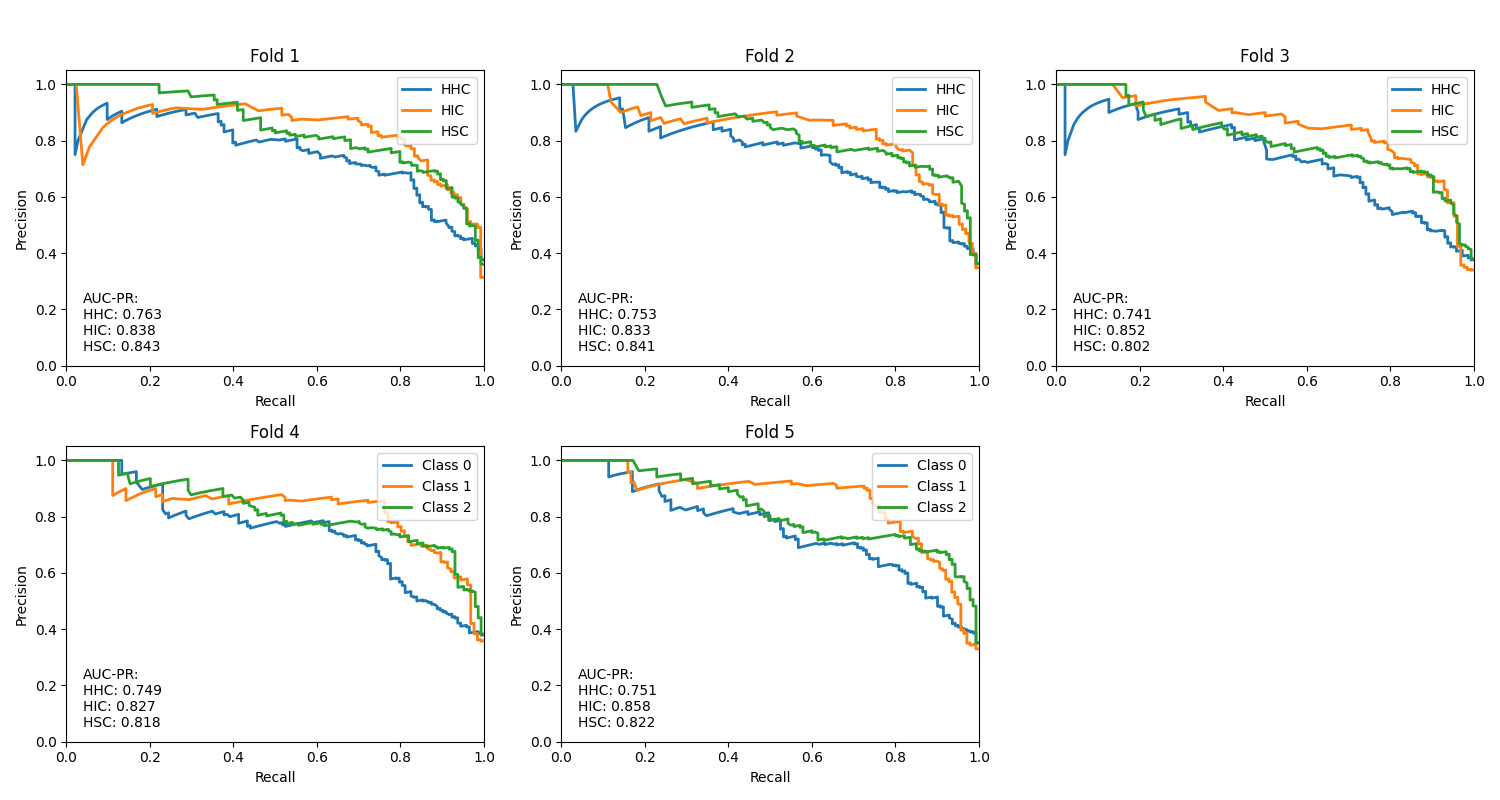 Fold 1
1.0
0.8
0.6
0.4
0.2
0.0
Precision
HHC
HIC
HSC
AUC-PR:
HHC: 0.763
HIC: 0.838
HSC: 0.843
0.0 0.2 0.4 0.6 0.8 1.0
Recall
Fold 2
1.0
0.8
0.6
0.4
0.2
0.0
Precision
HHC
HIC
HSC
AUC-PR:
HHC: 0.753
HIC: 0.833
HSC: 0.841
0.0 0.2 0.4 0.6 0.8 1.0
Recall
Fold 3
1.0
0.8
0.6
0.4
0.2
0.0
Precision
HHC
HIC
HSC
AUC-PR:
HHC: 0.741
HIC: 0.852
HSC: 0.802
0.0 0.2 0.4 0.6 0.8 1.0
Recall
Fold 4
1.0
0.8
0.6
0.4
0.2
0.0
Precision
Class 0
Class 1
Class 2
AUC-PR:
HHC: 0.749
HIC: 0.827
HSC: 0.818
0.0 0.2 0.4 0.6 0.8 1.0
Recall
Fold 5
1.0
0.8
0.6
0.4
0.2
0.0
Precision
Class 0
Class 1
Class 2
AUC-PR:
HHC: 0.751
HIC: 0.858
HSC: 0.822
0.0 0.2 0.4 0.6 0.8 1.0
Recall